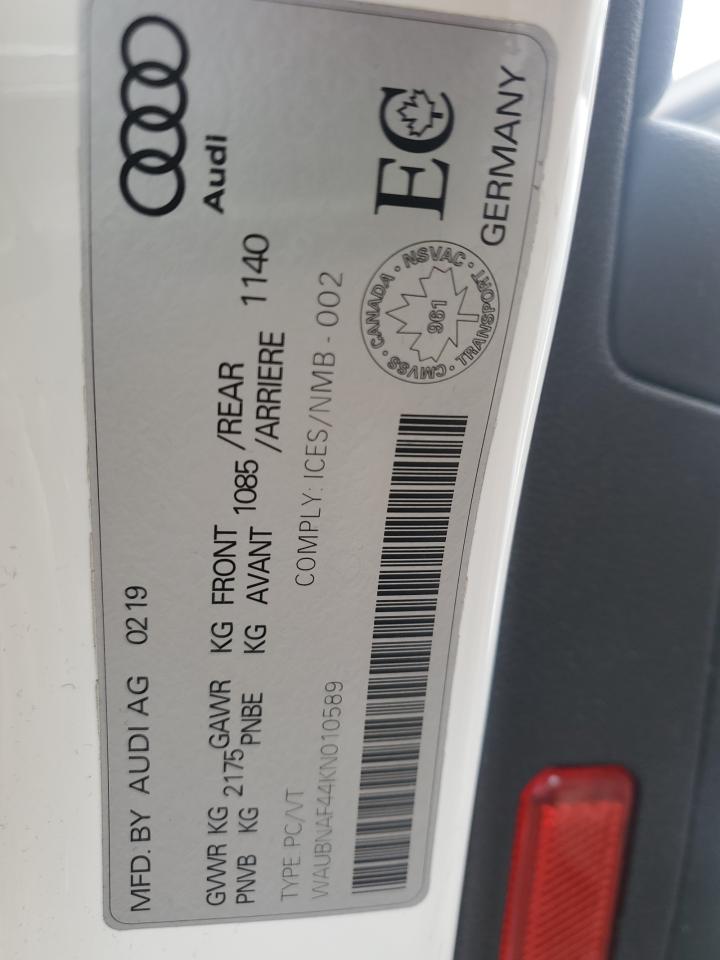 MFD. BY AUDI AG 0219
Audi
GVWR KG 2175 GAWR KG FRONT 1085 /REAR 1140
PNVB KG PNBE KG AVANT /ARRIERE
TYPE PC/VT COMPLY: ICES/NMB - 002
WAUBNAF44KN010589
CANADA · NSVAC · TRANSPORT · CMVSS ·
961
EC
GERMANY